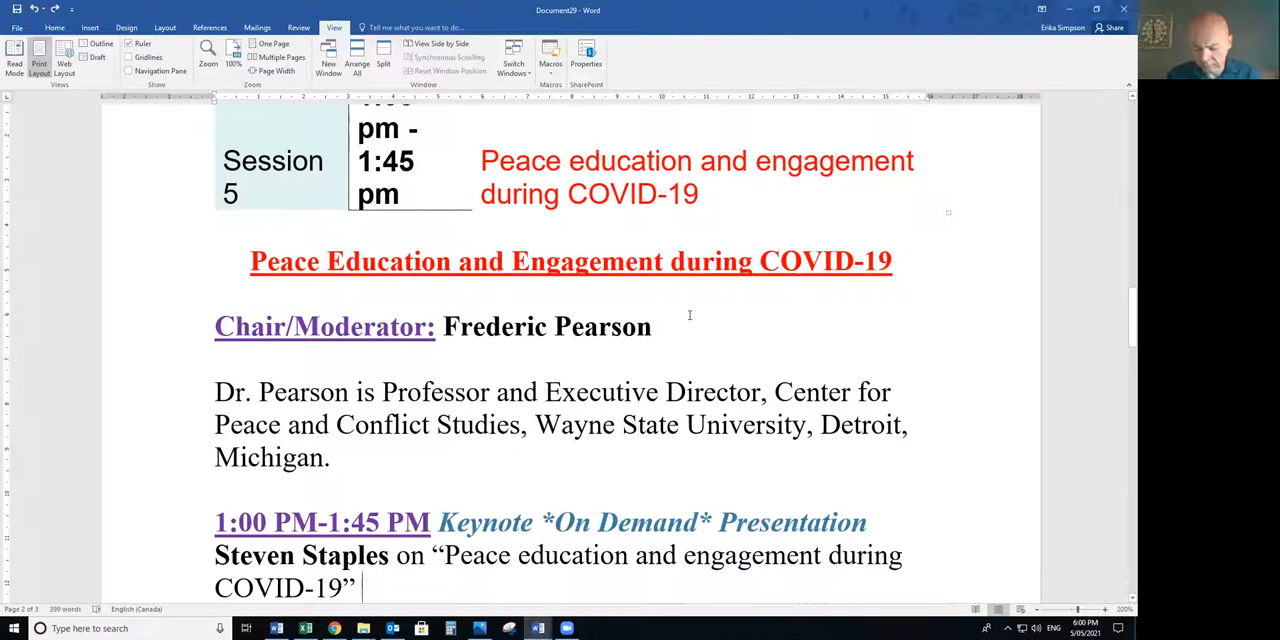 Document29 - Word
Erika Simpson Share
File Home Insert Design Layout References Mailings Review View Tell me what you want to do...
Read Mode
Print Layout
Web Layout
Outline
Draft
Views
Ruler
Gridlines
Navigation Pane
Show
Zoom
100%
One Page
Multiple Pages
Page Width
Zoom
New Window
Arrange All
Split
View Side by Side
Synchronous Scrolling
Reset Window Position
Window
Switch Windows
Macros
Macros
Properties
SharePoint
Session 5
pm -
1:45
pm
Peace education and engagement
during COVID-19
Peace Education and Engagement during COVID-19
Chair/Moderator: Frederic Pearson
Dr. Pearson is Professor and Executive Director, Center for
Peace and Conflict Studies, Wayne State University, Detroit,
Michigan.
1:00 PM-1:45 PM Keynote *On Demand* Presentation
Steven Staples on “Peace education and engagement during
COVID-19”
Page 2 of 3 399 words English (Canada) 200%
Type here to search
ENG
6:00 PM
5/05/2021